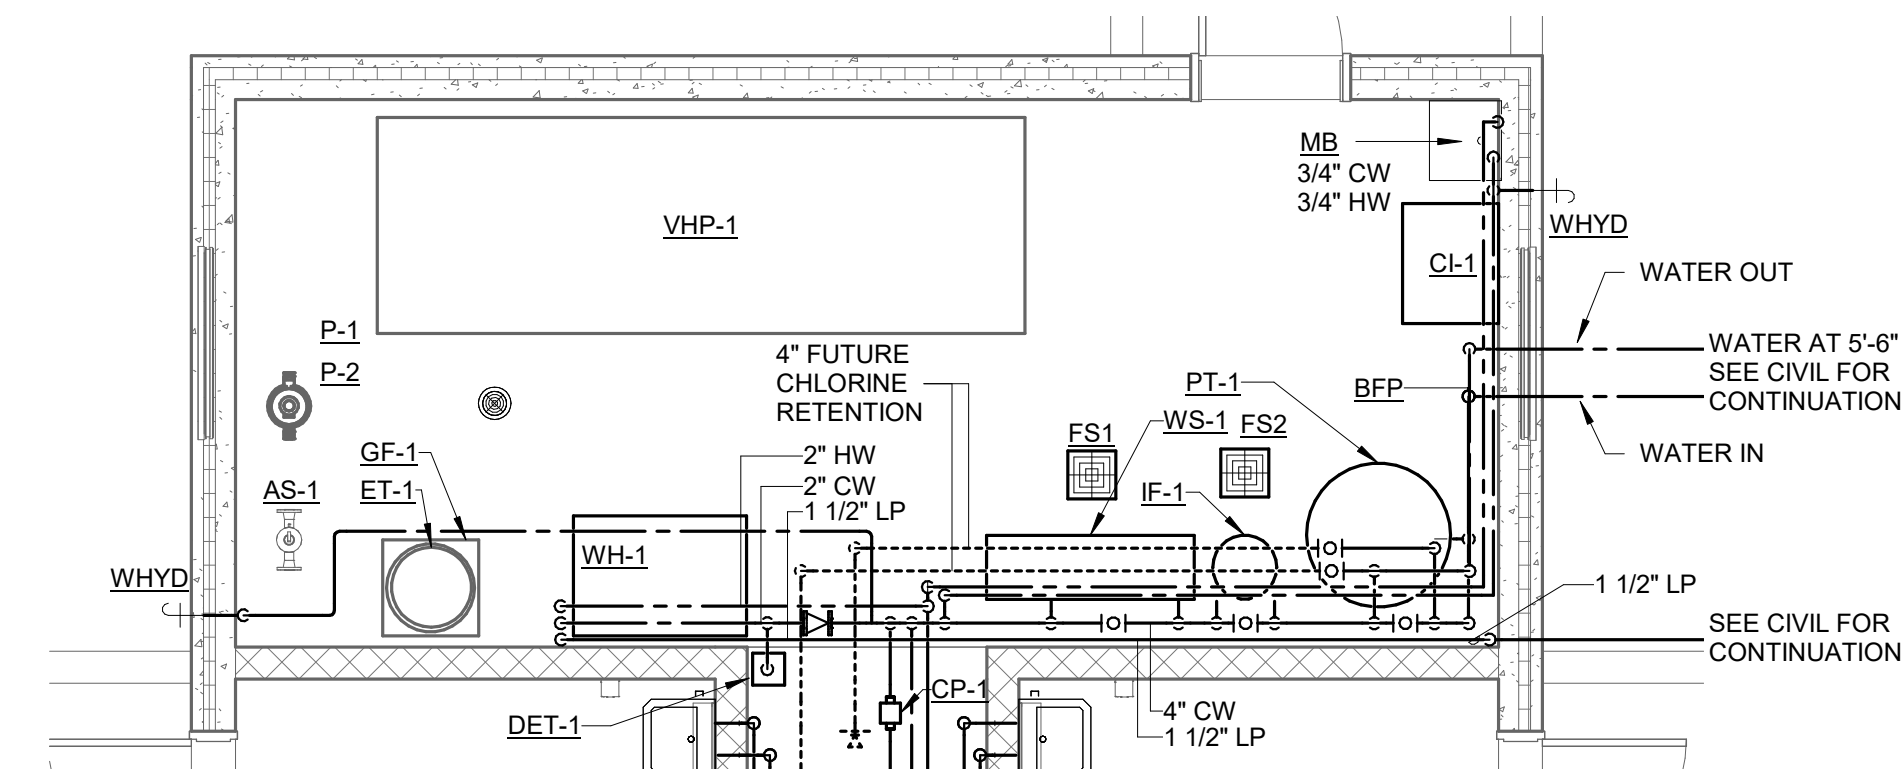 MB
3/4" CW
3/4" HW
VHP-1
WHYD
CI-1
WATER OUT
P-1
P-2
4" FUTURE
CHLORINE
RETENTION
WATER AT 5'-6"
SEE CIVIL FOR
CONTINUATION
PT-1
BFP
WS-1
FS1
FS2
GF-1
2" HW
WATER IN
AS-1
ET-1
2" CW
1 1/2" LP
IF-1
WH-1
WHYD
1 1/2" LP
SEE CIVIL FOR
CONTINUATION
CP-1
DET-1
4" CW
1 1/2" LP